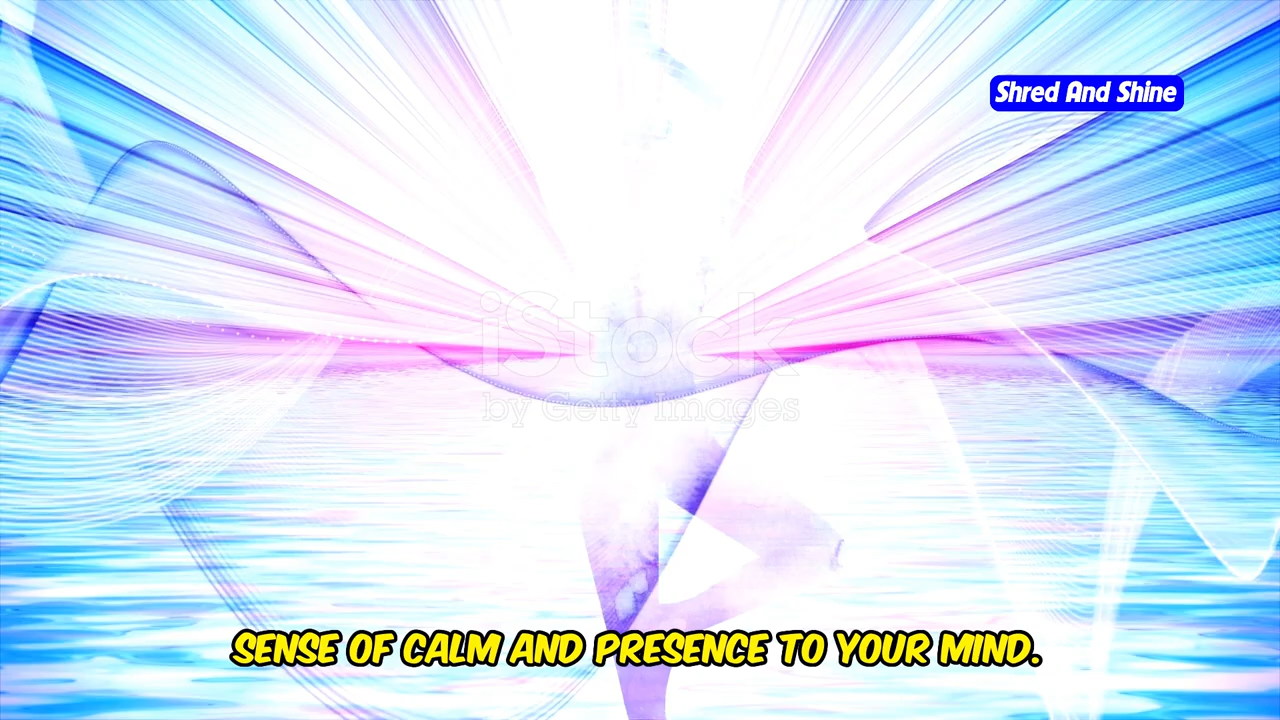 Shred And Shine
iStock
by Getty Images
SENSE OF CALM AND PRESENCE TO YOUR MIND.